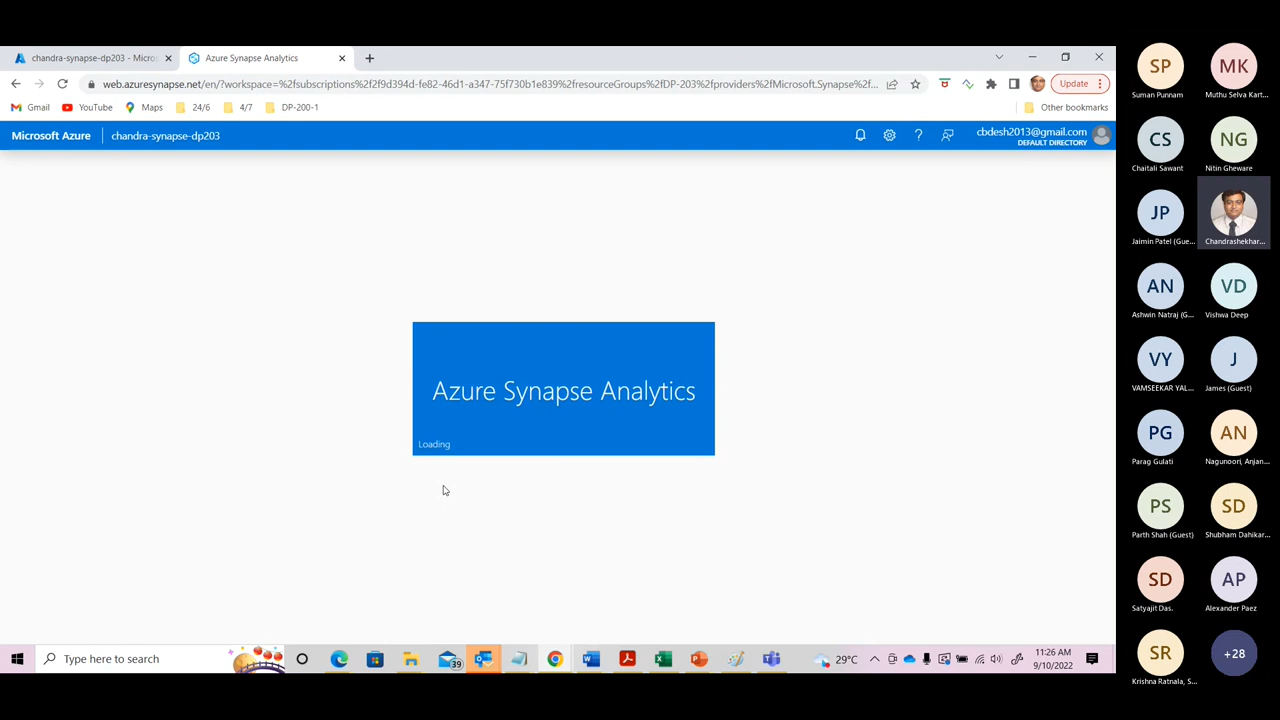 chandra-synapse-dp203 - Micros
Azure Synapse Analytics
web.azuresynapse.net/en/?workspace=%2fsubscriptions%2f9d394d-fe82-46d1-a347-75f730b1e839%2fresourceGroups%2fDP-203%2fproviders%2fMicrosoft.Synapse%2f...
Update
Gmail
YouTube
Maps
24/6
4/7
DP-200-1
Other bookmarks
Microsoft Azure
chandra-synapse-dp203
cbdesh2013@gmail.com
DEFAULT DIRECTORY
Azure Synapse Analytics
Loading
Type here to search
39
29°C
11:26 AM
9/10/2022
SP
Suman Punnam
MK
Muthu Selva Kart...
CS
Chaitali Sawant
NG
Nitin Gheware
JP
Jaimin Patel (Gue...
Chandrashekhar...
AN
Ashwin Natraj (G...
VD
Vishwa Deep
VY
VAMSEEKAR YAL...
J
James (Guest)
PG
Parag Gulati
AN
Nagunoori, Anjan...
PS
Parth Shah (Guest)
SD
Shubham Dahikar...
SD
Satyajit Das.
AP
Alexander Paez
SR
Krishna Ratnala, S...
+28